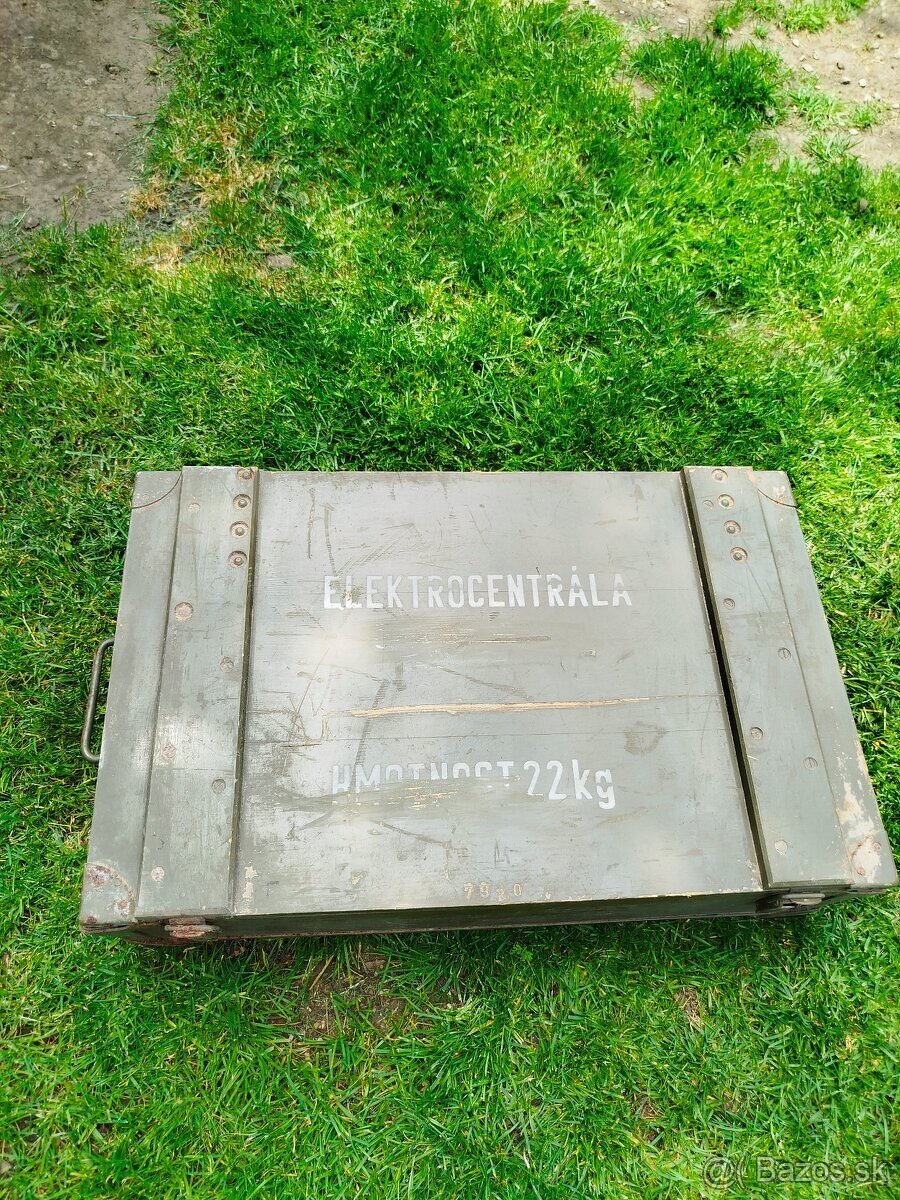 ELEKTROCENTRÁLA
HMOTNOST 22kg
Bazos.sk